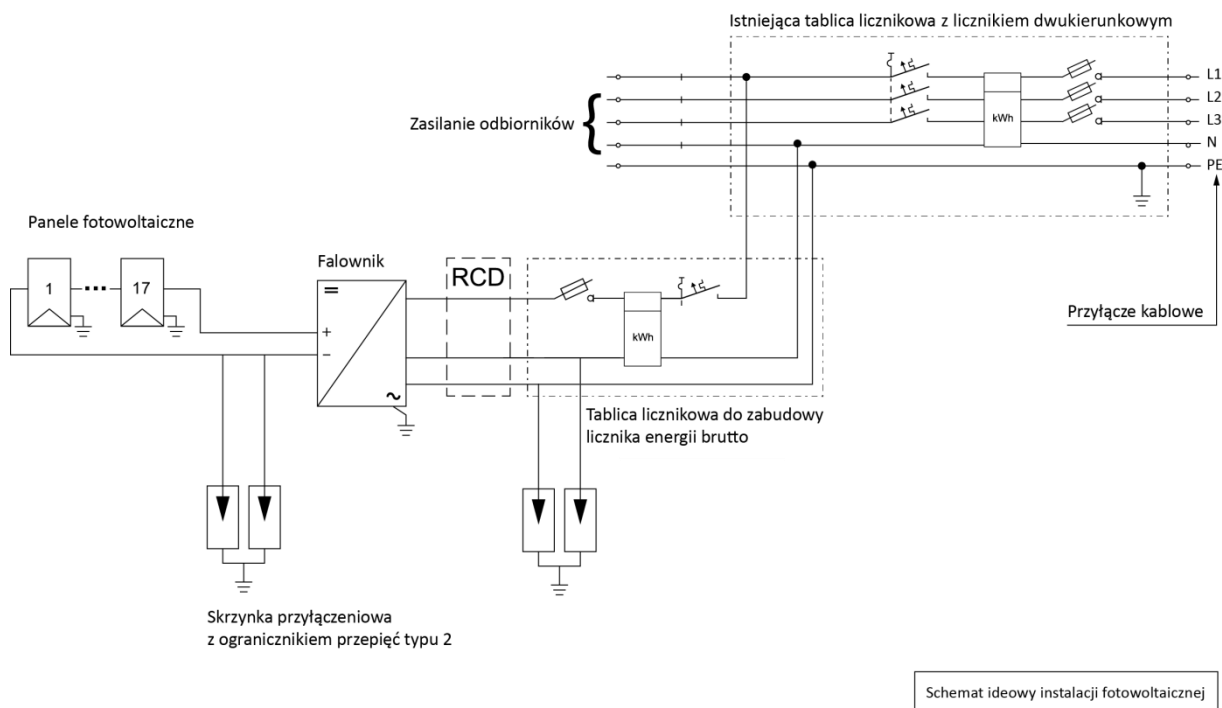 Istniejąca tablica licznikowa z licznikiem dwukierunkowym
L1
L2
L3
N
PE
kWh
Zasilanie odbiorników
Panele fotowoltaiczne
1
17
Falownik
RCD
kWh
Przyłącze kablowe
Tablica licznikowa do zabudowy
licznika energii brutto
Skrzynka przyłączeniowa
z ogranicznikiem przepięć typu 2
Schemat ideowy instalacji fotowoltaicznej